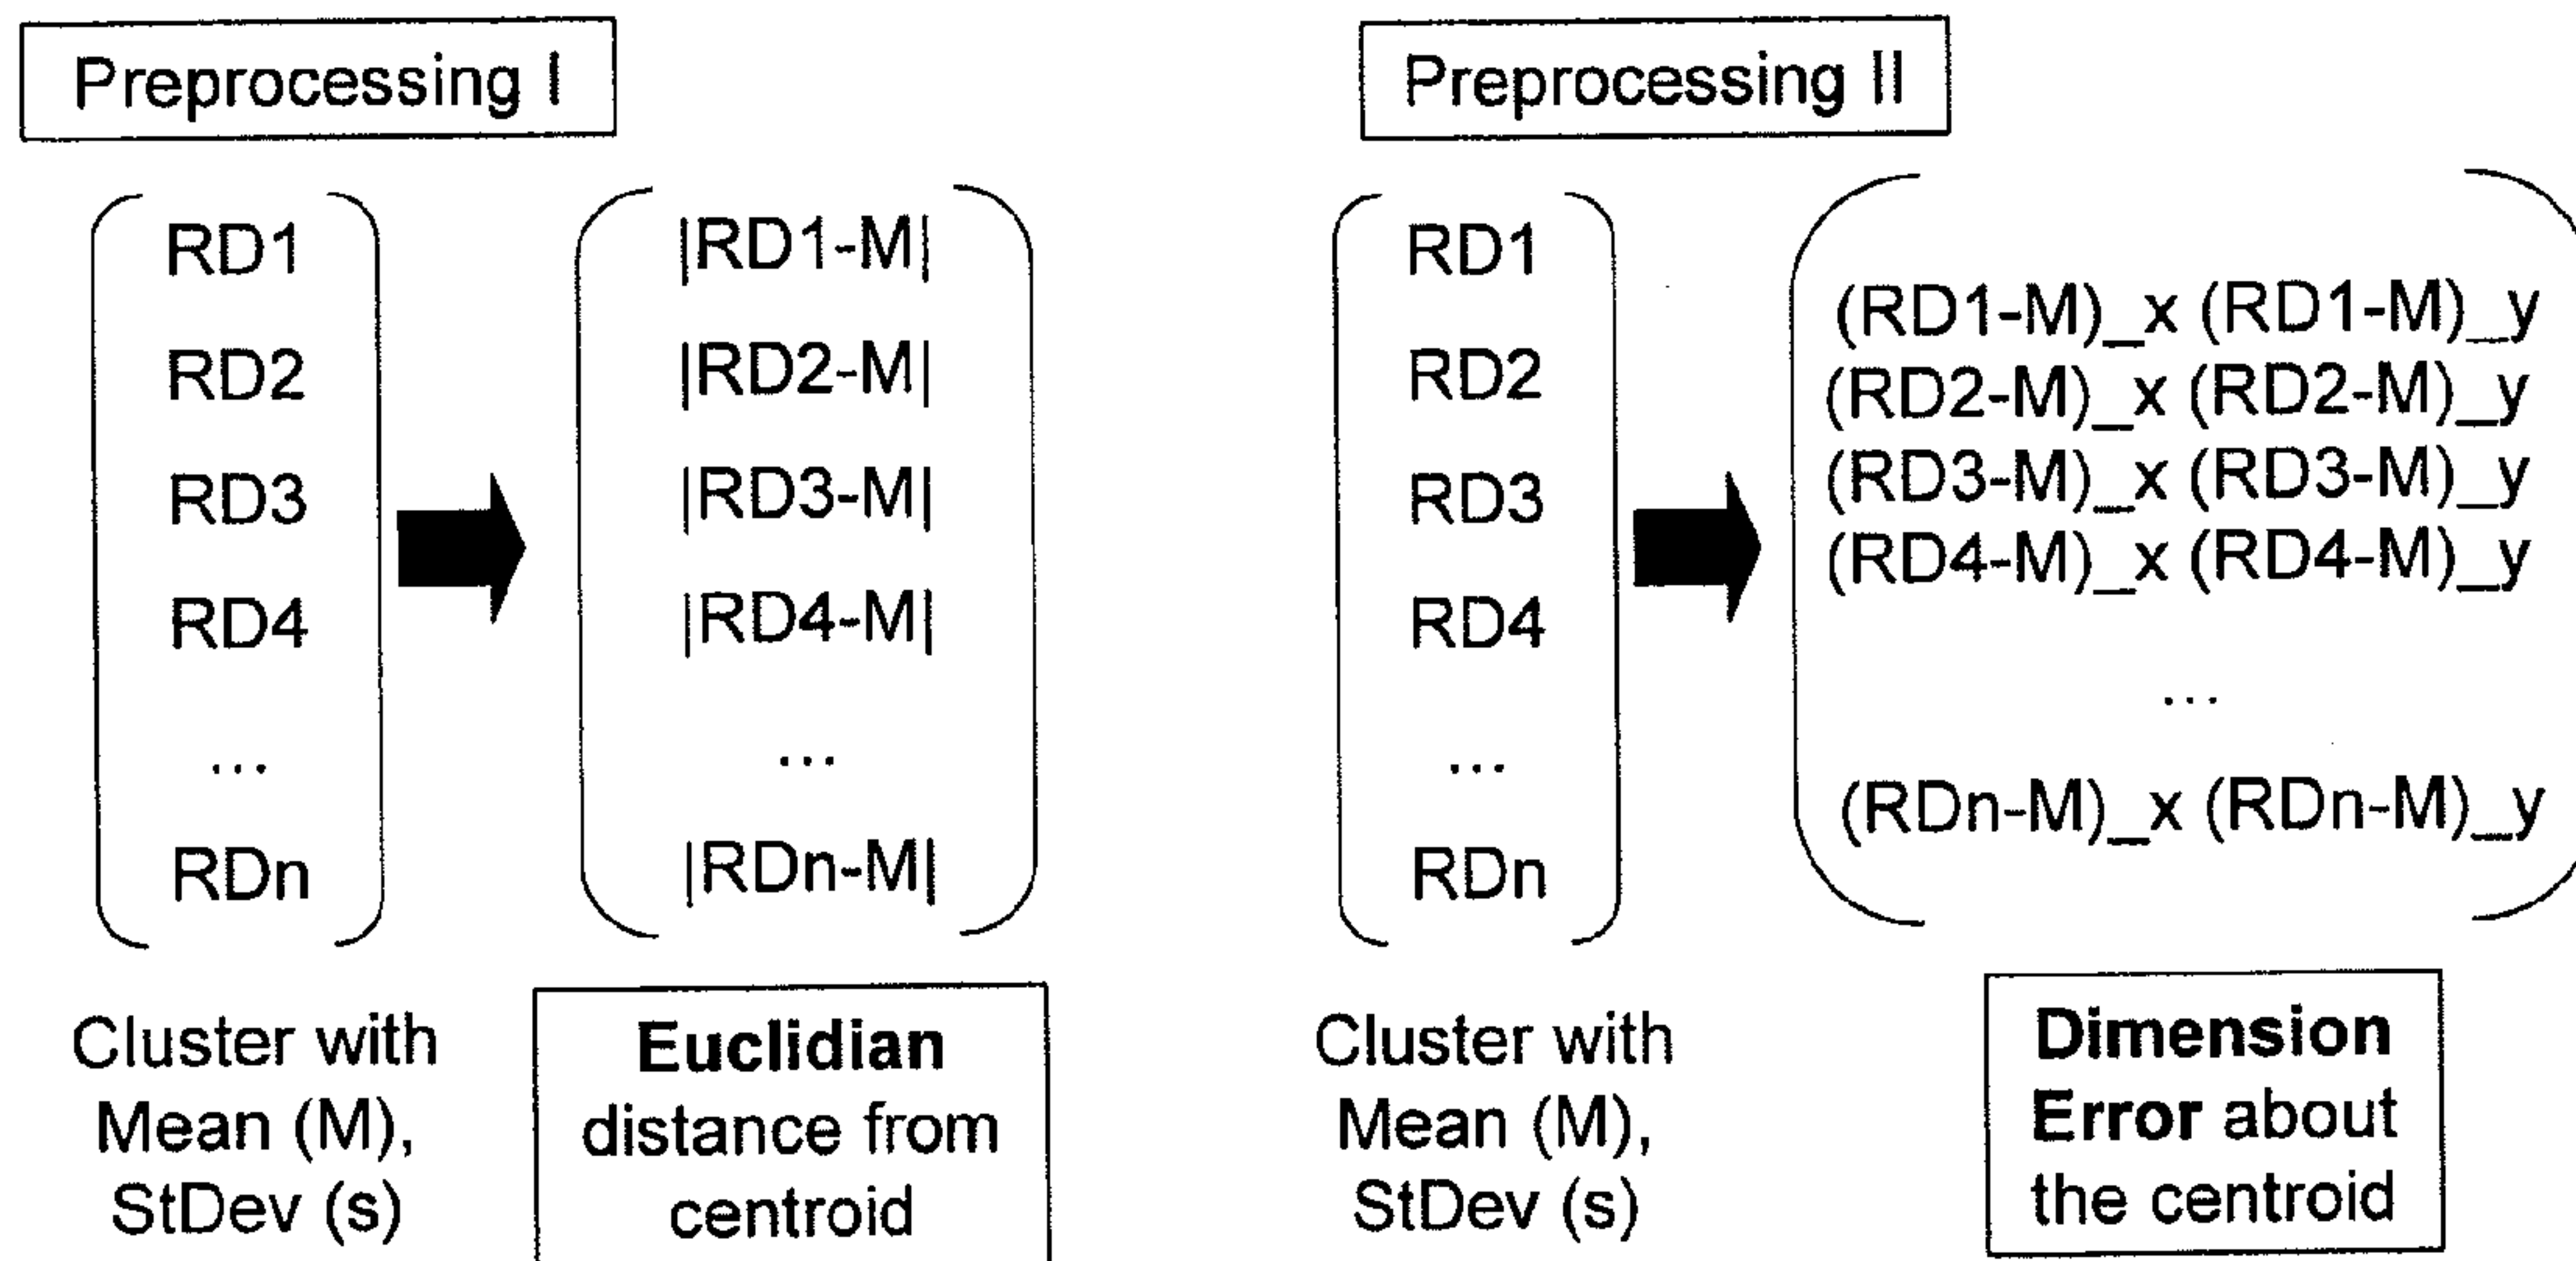 Preprocessing I
RD1
RD2
RD3
RD4
...
RDn
|RD1-M|
|RD2-M|
|RD3-M|
|RD4-M|
...
|RDn-M|
Cluster with
Mean (M),
StDev (s)
Euclidian
distance from
centroid
Preprocessing II
RD1
RD2
RD3
RD4
...
RDn
(RD1-M)_x (RD1-M)_y
(RD2-M)_x (RD2-M)_y
(RD3-M)_x (RD3-M)_y
(RD4-M)_x (RD4-M)_y
...
(RDn-M)_x (RDn-M)_y
Cluster with
Mean (M),
StDev (s)
Dimension
Error about
the centroid